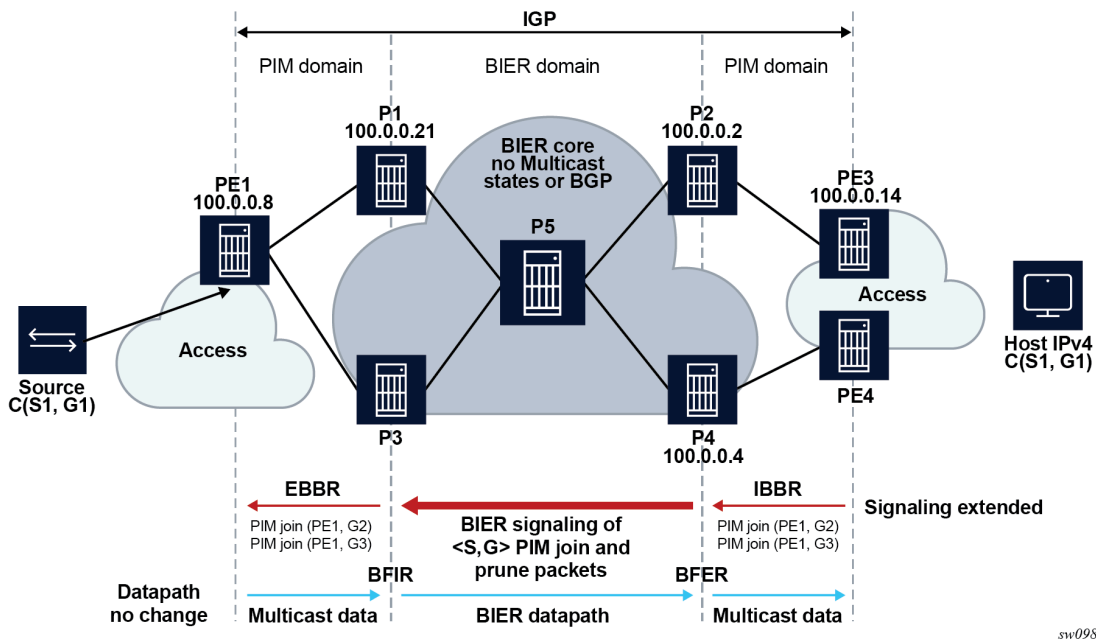 IGP
PIM domain
BIER domain
PIM domain
P1
100.0.0.21
P2
100.0.0.2
BIER core
no Multicast
states or BGP
PE1
100.0.0.8
PE3
100.0.0.14
P5
Access
Access
Source
C(S1, G1)
Host IPv4
C(S1, G1)
PE4
P3
P4
100.0.0.4
EBBR
IBBR
Signaling extended
PIM join (PE1, G2)
PIM join (PE1, G3)
BIER signaling of
<S,G> PIM join and
prune packets
PIM join (PE1, G2)
PIM join (PE1, G3)
BFIR
BFER
Datapath
no change
Multicast data
BIER datapath
Multicast data
sw098